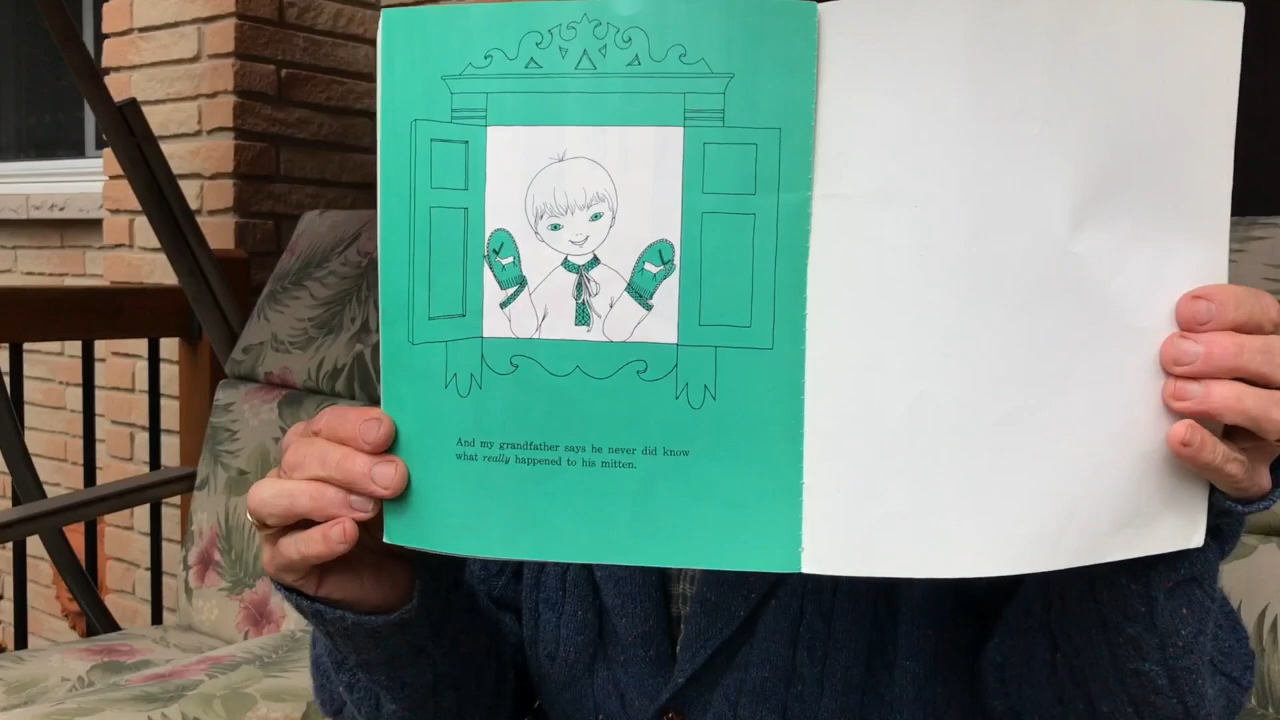 And my grandfather says he never did know
what really happened to his mitten.